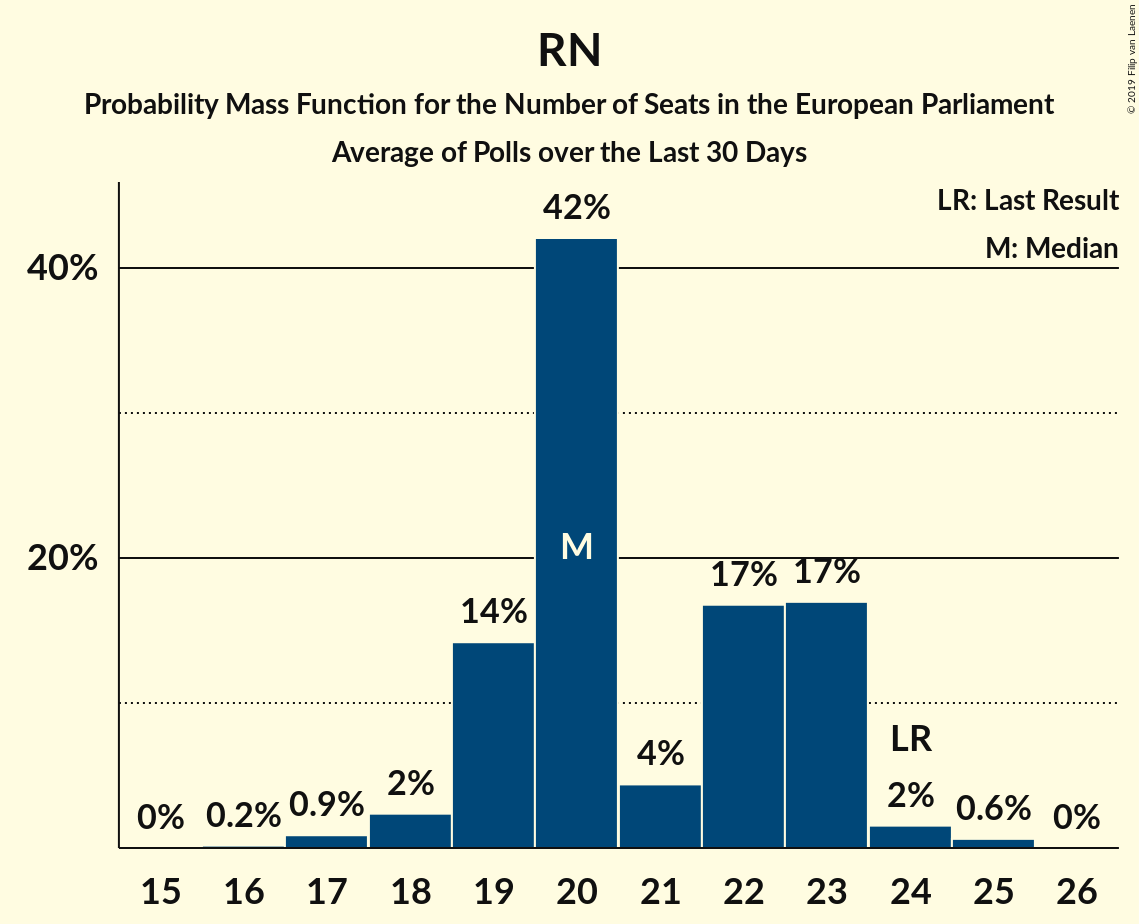 RN
Probability Mass Function for the Number of Seats in the European Parliament
Average of Polls over the Last 30 Days
© 2019 Filip van Laenen
LR: Last Result
M: Median
42%
40%
M
20%
17%
17%
14%
LR
4%
2%
2%
0.9%
0.6%
0.2%
0%
0%
15 16 17 18 19 20 21 22 23 24 25 26